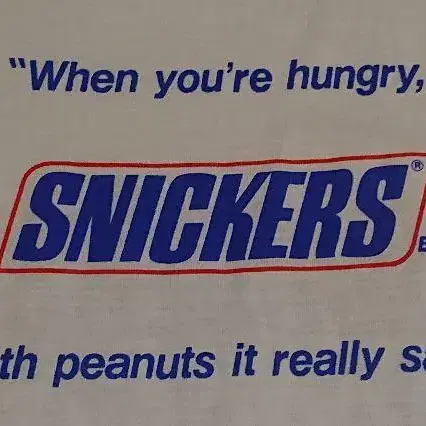 "When you're hungry,
SNICKERS®
th peanuts it really s